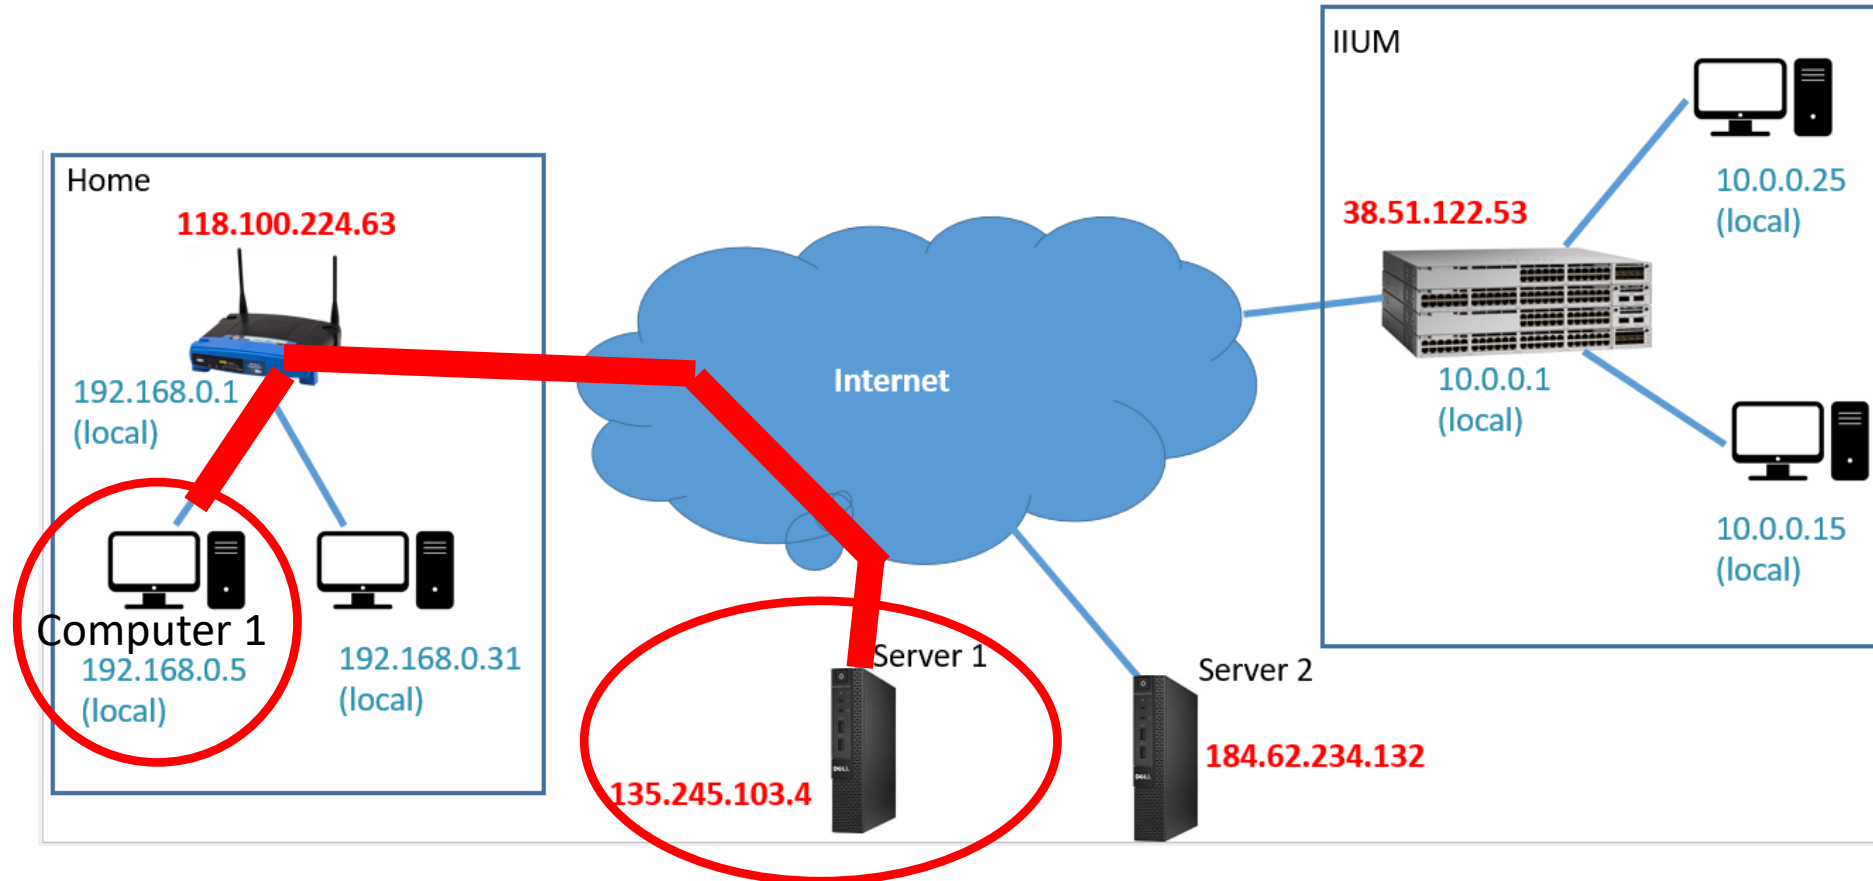 IIUM
Home
118.100.224.63
10.0.0.25
(local)
38.51.122.53
192.168.0.1
(local)
Internet
10.0.0.1
(local)
10.0.0.15
(local)
Computer 1
192.168.0.5
(local)
192.168.0.31
(local)
Server 1
135.245.103.4
Server 2
184.62.234.132
DELL
DELL